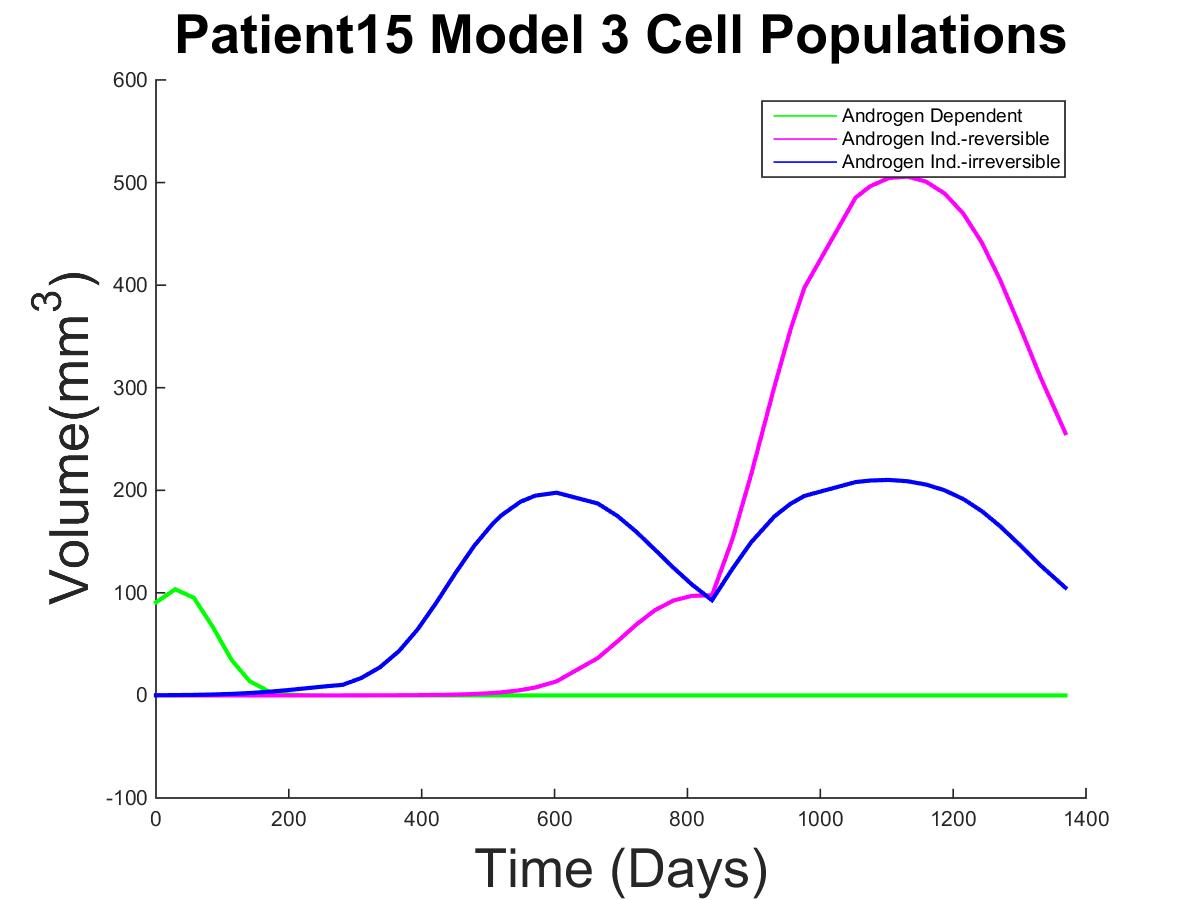 Patient15 Model 3 Cell Populations
600
500
400
300
200
100
0
-100
Volume(mm³)
Androgen Dependent
Androgen Ind.-reversible
Androgen Ind.-irreversible
0 200 400 600 800 1000 1200 1400
Time (Days)